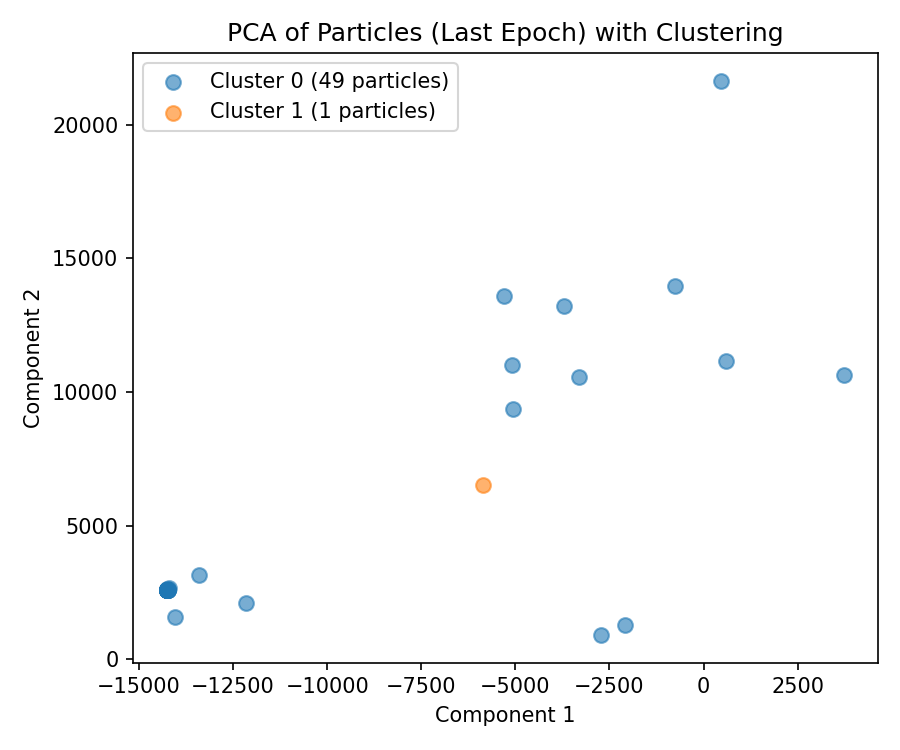 PCA of Particles (Last Epoch) with Clustering
Cluster 0 (49 particles)
Cluster 1 (1 particles)
20000
15000
10000
5000
0
Component 2
−15000 −12500 −10000 −7500 −5000 −2500 0 2500
Component 1